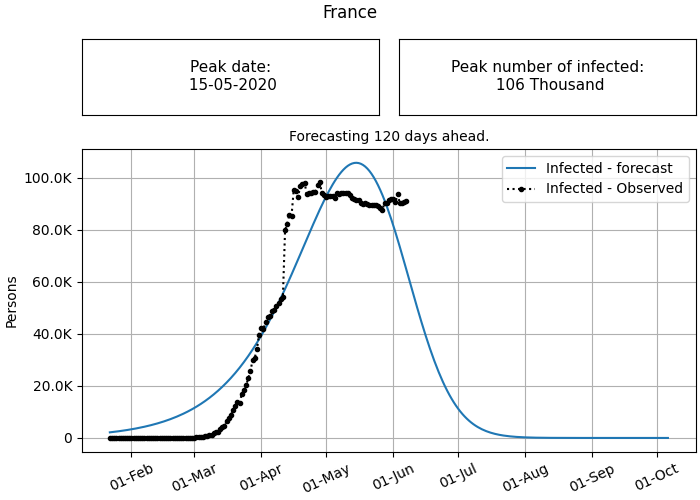 France
Peak date:
15-05-2020
Peak number of infected:
106 Thousand
Forecasting 120 days ahead.
Infected - forecast
Infected - Observed
Persons
100.0K
80.0K
60.0K
40.0K
20.0K
0
01-Feb
01-Mar
01-Apr
01-May
01-Jun
01-Jul
01-Aug
01-Sep
01-Oct